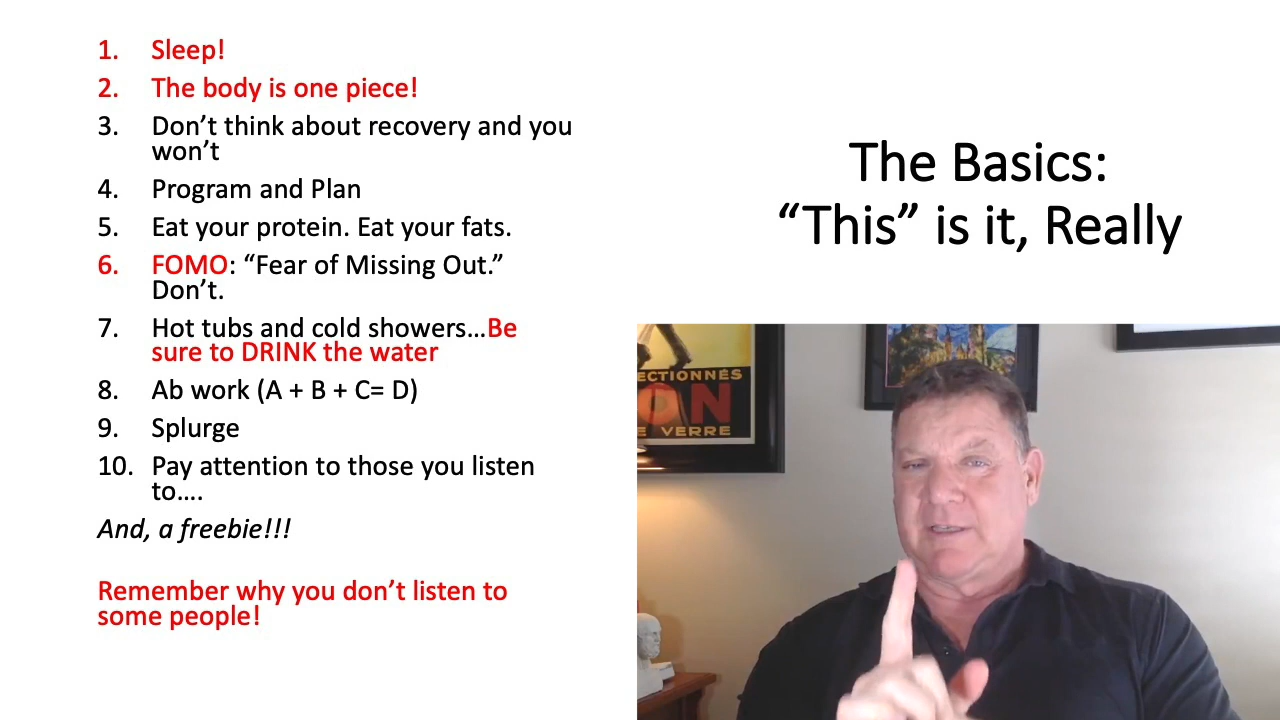 1. Sleep!
2. The body is one piece!
3. Don’t think about recovery and you
won’t
4. Program and Plan
5. Eat your protein. Eat your fats.
6. FOMO: “Fear of Missing Out.”
Don’t.
7. Hot tubs and cold showers…Be
sure to DRINK the water
8. Ab work (A + B + C= D)
9. Splurge
10. Pay attention to those you listen
to….
And, a freebie!!!
Remember why you don’t listen to
some people!
The Basics:
“This” is it, Really
ECTIONNÉS
ON
E VERRE